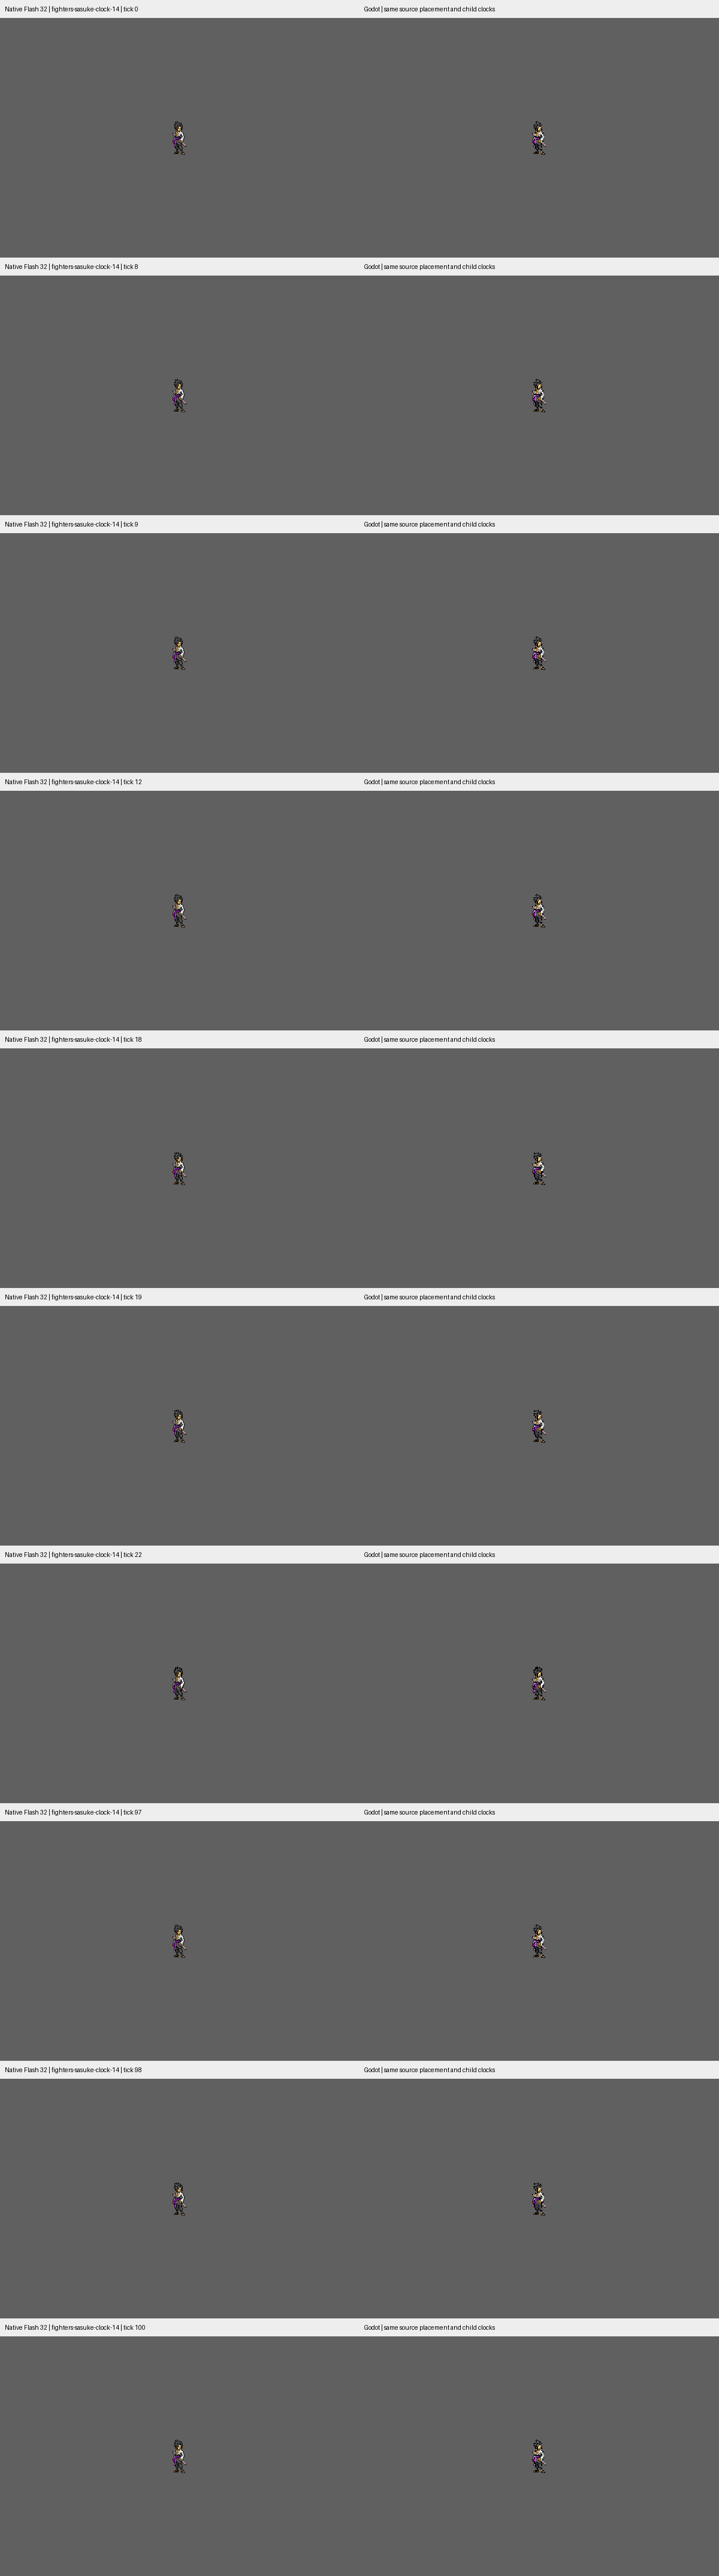 Native Flash 32 | fighters-sasuke-clock-14 | tick 0
Godot | same source placement and child clocks
Native Flash 32 | fighters-sasuke-clock-14 | tick 8
Godot | same source placement and child clocks
Native Flash 32 | fighters-sasuke-clock-14 | tick 9
Godot | same source placement and child clocks
Native Flash 32 | fighters-sasuke-clock-14 | tick 12
Godot | same source placement and child clocks
Native Flash 32 | fighters-sasuke-clock-14 | tick 18
Godot | same source placement and child clocks
Native Flash 32 | fighters-sasuke-clock-14 | tick 19
Godot | same source placement and child clocks
Native Flash 32 | fighters-sasuke-clock-14 | tick 22
Godot | same source placement and child clocks
Native Flash 32 | fighters-sasuke-clock-14 | tick 97
Godot | same source placement and child clocks
Native Flash 32 | fighters-sasuke-clock-14 | tick 98
Godot | same source placement and child clocks
Native Flash 32 | fighters-sasuke-clock-14 | tick 100
Godot | same source placement and child clocks